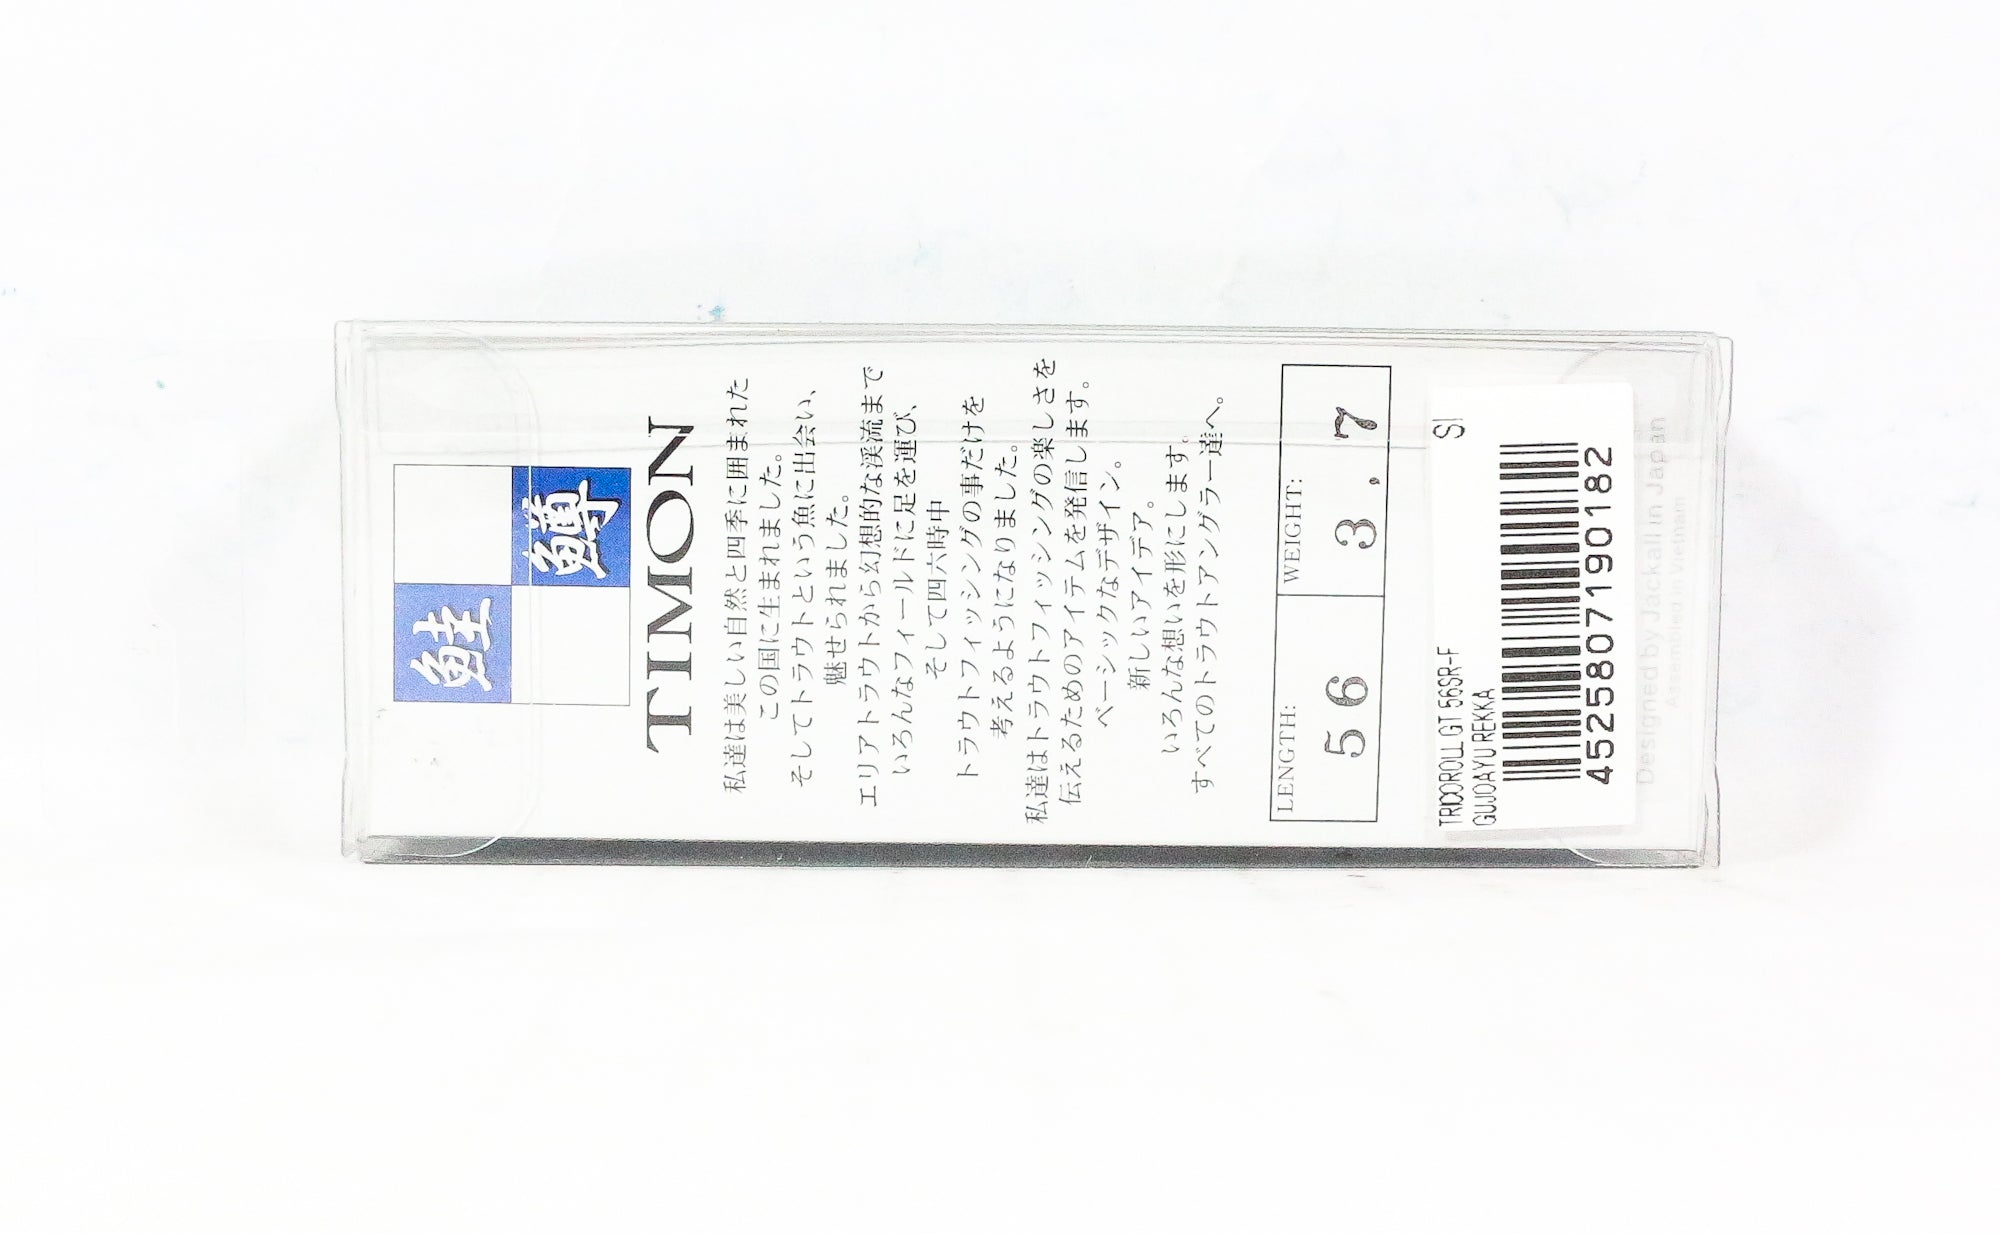 鮭
鱒
TIMON
私達は美しい自然と四季に囲まれた
この国に生まれました。
そしてトラウトという魚に出会い、
魅せられました。
エリアトラウトから幻想的な渓流まで
いろんなフィールドに足を運び、
そして四六時中
トラウトフィッシングの事だけを
考えるようになりました。
私達はトラウトフィッシングの楽しさを
伝えるためのアイテムを発信します。
ベーシックなデザイン。
新しいアイデア。
いろんな想いを形にします。
すべてのトラウトアングラー達へ。
LENGTH: WEIGHT:
56 3.7
SI
TRICOROLL GT 56SR-F
GUJOAYU REKKA
4525807190182
Designed by Jackall in Japan
Assembled in Vietnam